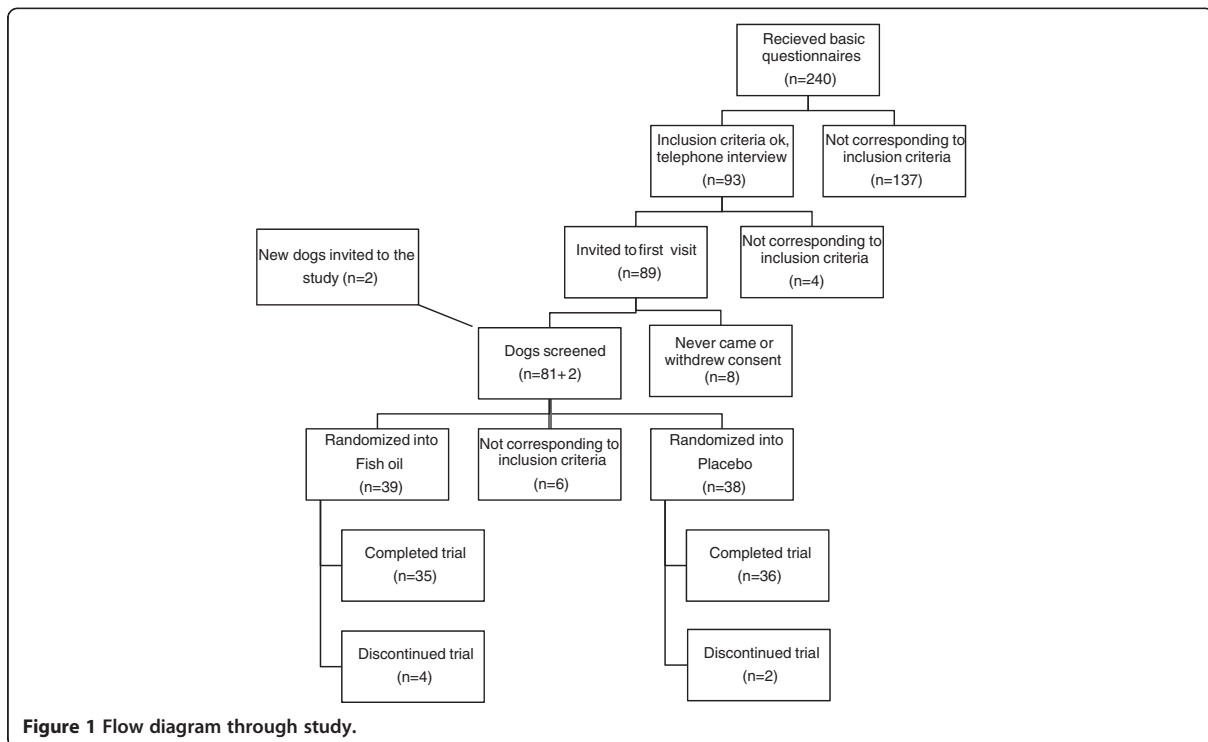 Recieved basic
questionnaires
(n=240)
Inclusion criteria ok,
telephone interview
(n=93)
Not corresponding to
inclusion criteria
(n=137)
New dogs invited to the
study (n=2)
Invited to first visit
(n=89)
Not corresponding to
inclusion criteria
(n=4)
Dogs screened
(n=81+2)
Never came or
withdrew consent
(n=8)
Randomized into
Fish oil
(n=39)
Not corresponding to
inclusion criteria
(n=6)
Randomized into
Placebo
(n=38)
Completed trial
(n=35)
Completed trial
(n=36)
Discontinued trial
(n=4)
Discontinued trial
(n=2)
Figure 1 Flow diagram through study.